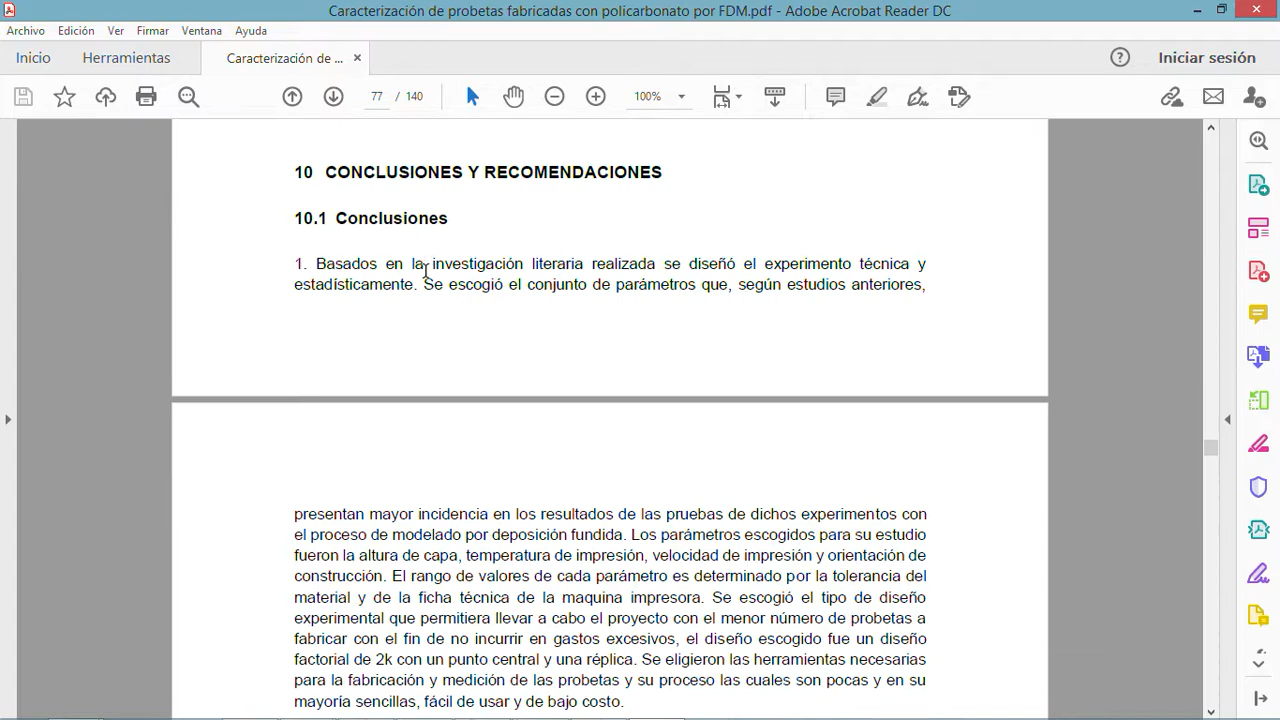 Caracterización de probetas fabricadas con policarbonato por FDM.pdf - Adobe Acrobat Reader DC
Archivo Edición Ver Firmar Ventana Ayuda
Inicio Herramientas Caracterización de ... × Iniciar sesión
77 / 140 100%
10 CONCLUSIONES Y RECOMENDACIONES
10.1 Conclusiones
1. Basados en la investigación literaria realizada se diseñó el experimento técnica y
estadísticamente. Se escogió el conjunto de parámetros que, según estudios anteriores,
presentan mayor incidencia en los resultados de las pruebas de dichos experimentos con
el proceso de modelado por deposición fundida. Los parámetros escogidos para su estudio
fueron la altura de capa, temperatura de impresión, velocidad de impresión y orientación de
construcción. El rango de valores de cada parámetro es determinado por la tolerancia del
material y de la ficha técnica de la maquina impresora. Se escogió el tipo de diseño
experimental que permitiera llevar a cabo el proyecto con el menor número de probetas a
fabricar con el fin de no incurrir en gastos excesivos, el diseño escogido fue un diseño
factorial de 2k con un punto central y una réplica. Se eligieron las herramientas necesarias
para la fabricación y medición de las probetas y su proceso las cuales son pocas y en su
mayoría sencillas, fácil de usar y de bajo costo.